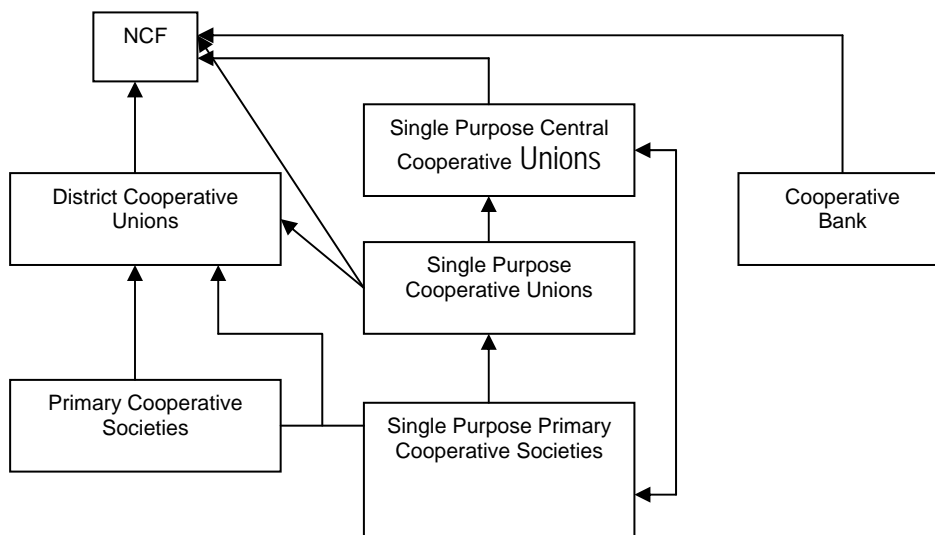 NCF
Single Purpose Central
Cooperative Unions
District Cooperative
Unions
Cooperative
Bank
Single Purpose
Cooperative Unions
Primary Cooperative
Societies
Single Purpose Primary
Cooperative Societies